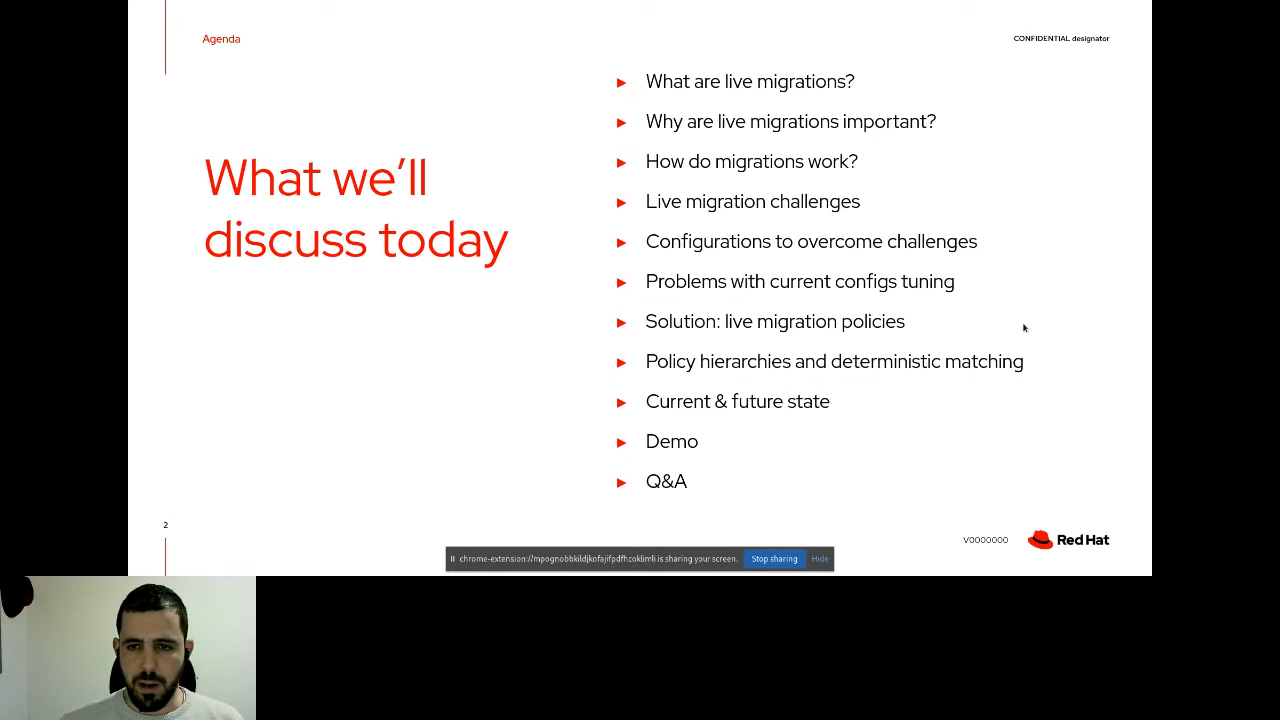 Agenda
CONFIDENTIAL designator
What we'll
discuss today
► What are live migrations?
► Why are live migrations important?
► How do migrations work?
► Live migration challenges
► Configurations to overcome challenges
► Problems with current configs tuning
► Solution: live migration policies
► Policy hierarchies and deterministic matching
► Current & future state
► Demo
► Q&A
2
V0000000
Red Hat
chrome-extension://mpognobbkildjkofajifpdfhcoklimli is sharing your screen. Stop sharing Hide